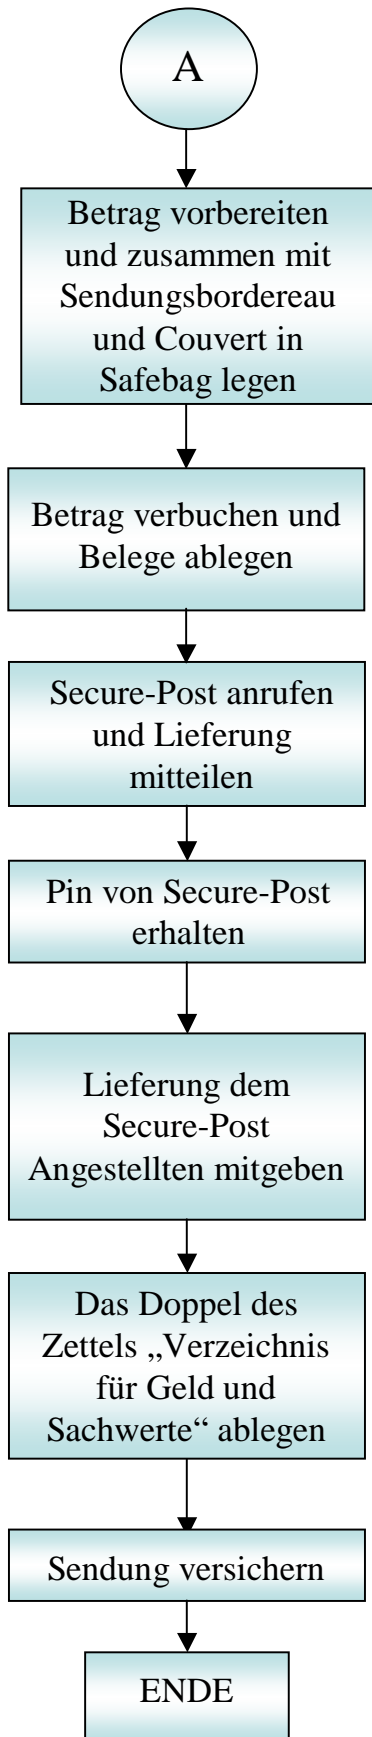 A
Betrag vorbereiten
und zusammen mit
Sendungsbordereau
und Couvert in
Safebag legen
Betrag verbuchen und
Belege ablegen
Secure-Post anrufen
und Lieferung
mitteilen
Pin von Secure-Post
erhalten
Lieferung dem
Secure-Post
Angestellten mitgeben
Das Doppel des
Zettels „Verzeichnis
für Geld und
Sachwerte“ ablegen
Sendung versichern
ENDE